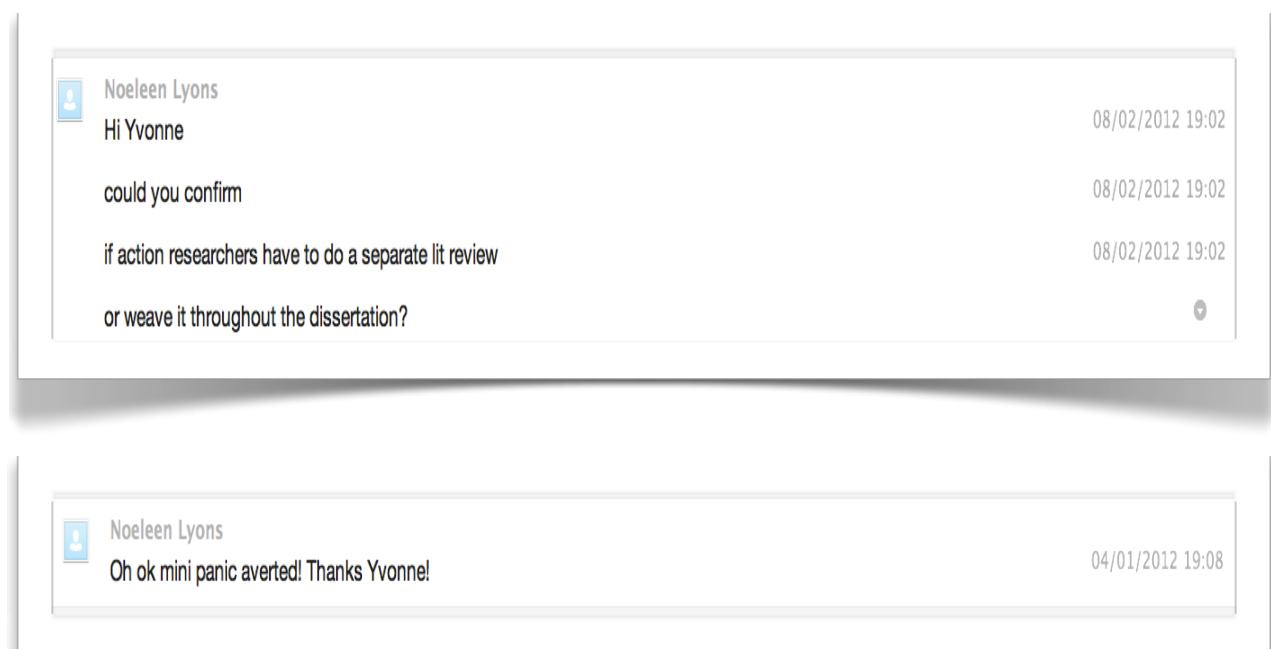 Noeleen Lyons
Hi Yvonne 08/02/2012 19:02
could you confirm 08/02/2012 19:02
if action researchers have to do a separate lit review 08/02/2012 19:02
or weave it throughout the dissertation?
Noeleen Lyons
Oh ok mini panic averted! Thanks Yvonne! 04/01/2012 19:08